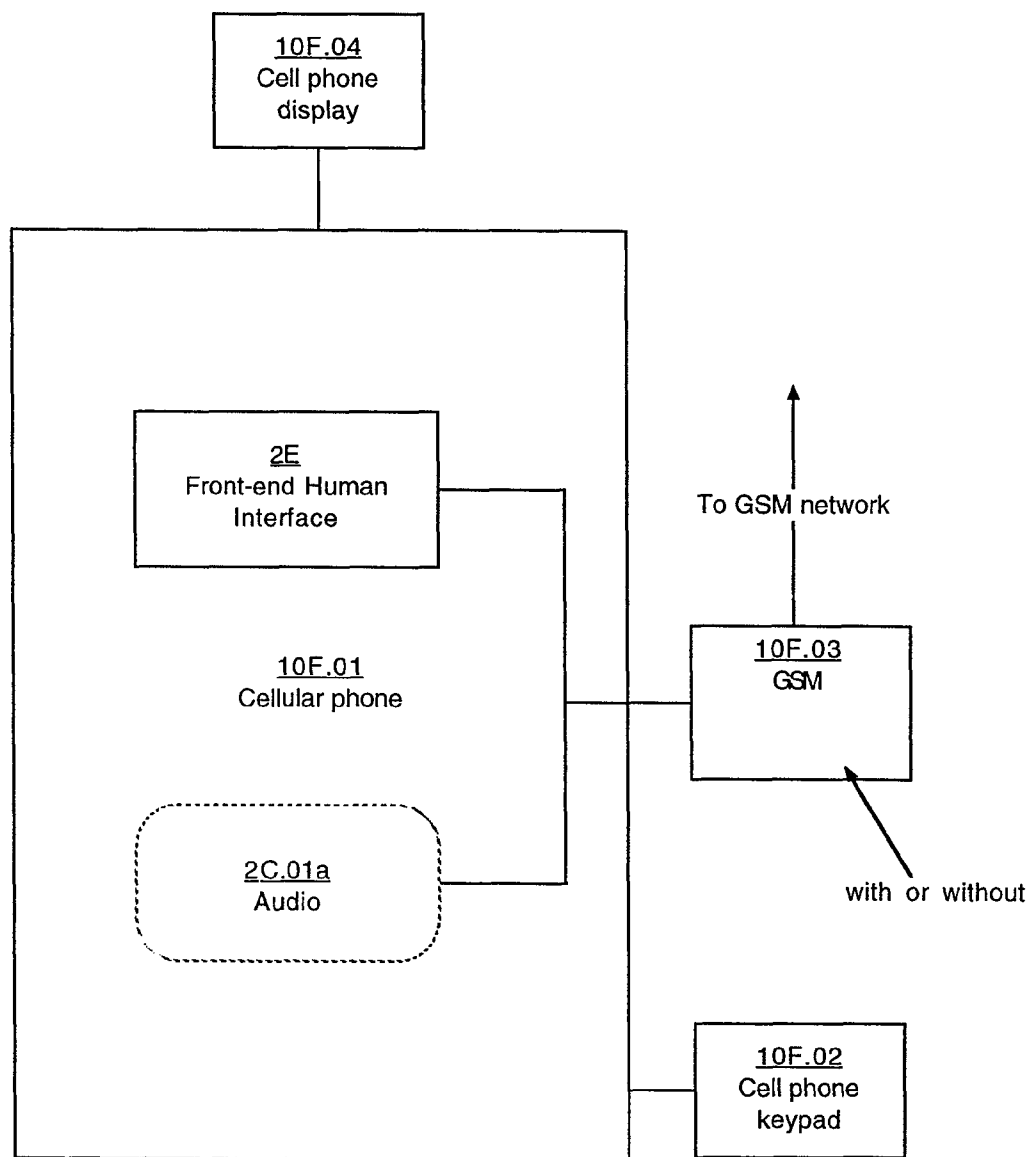 10F.04
Cell phone
display
2E
Front-end Human
Interface
To GSM network
10F.01
Cellular phone
10F.03
GSM
2C.01a
Audio
with or without
10F.02
Cell phone
keypad